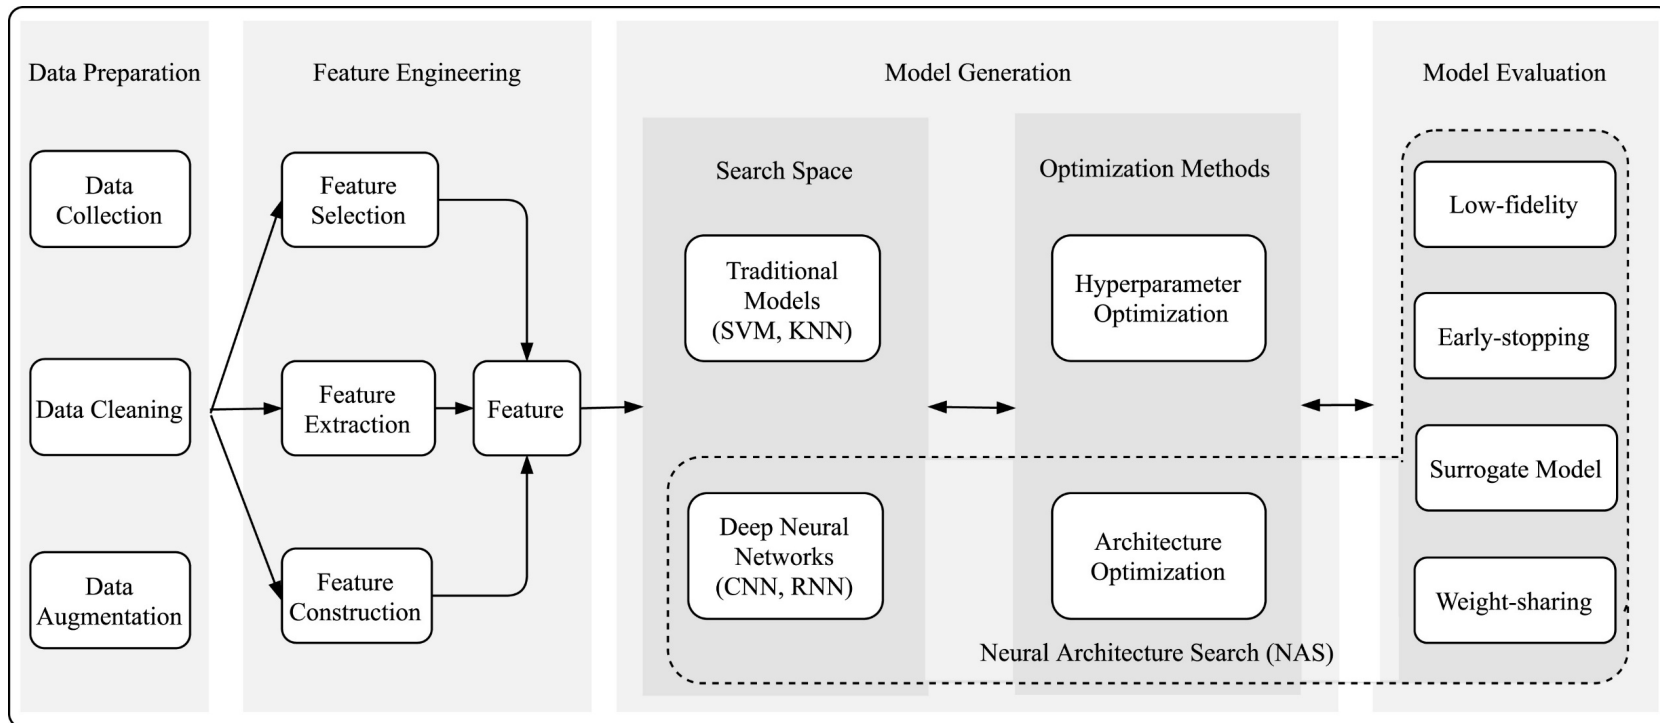 Data Preparation
Data
Collection
Data Cleaning
Data
Augmentation
Feature Engineering
Feature
Selection
Feature
Extraction
Feature
Construction
Feature
Model Generation
Search Space
Traditional
Models
(SVM, KNN)
Deep Neural
Networks
(CNN, RNN)
Optimization Methods
Hyperparameter
Optimization
Architecture
Optimization
Neural Architecture Search (NAS)
Model Evaluation
Low-fidelity
Early-stopping
Surrogate Model
Weight-sharing